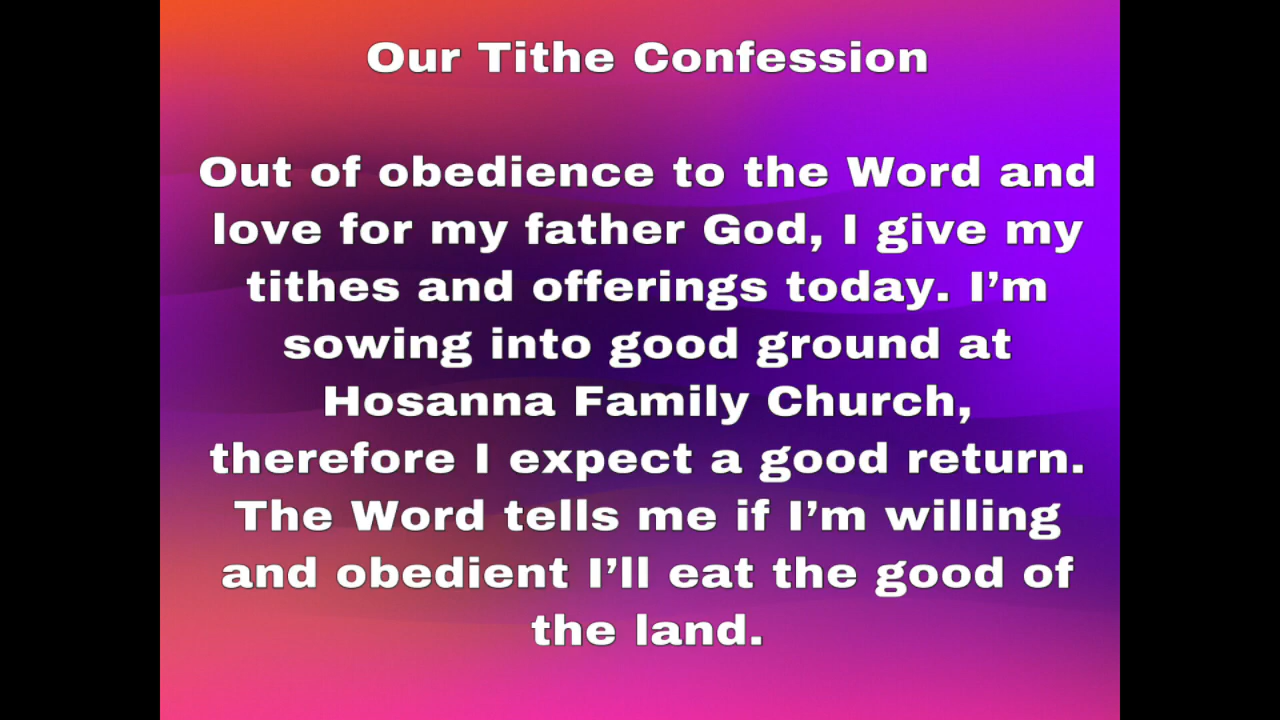 Our Tithe Confession
Out of obedience to the Word and
love for my father God, I give my
tithes and offerings today. I’m
sowing into good ground at
Hosanna Family Church,
therefore I expect a good return.
The Word tells me if I’m willing
and obedient I’ll eat the good of
the land.